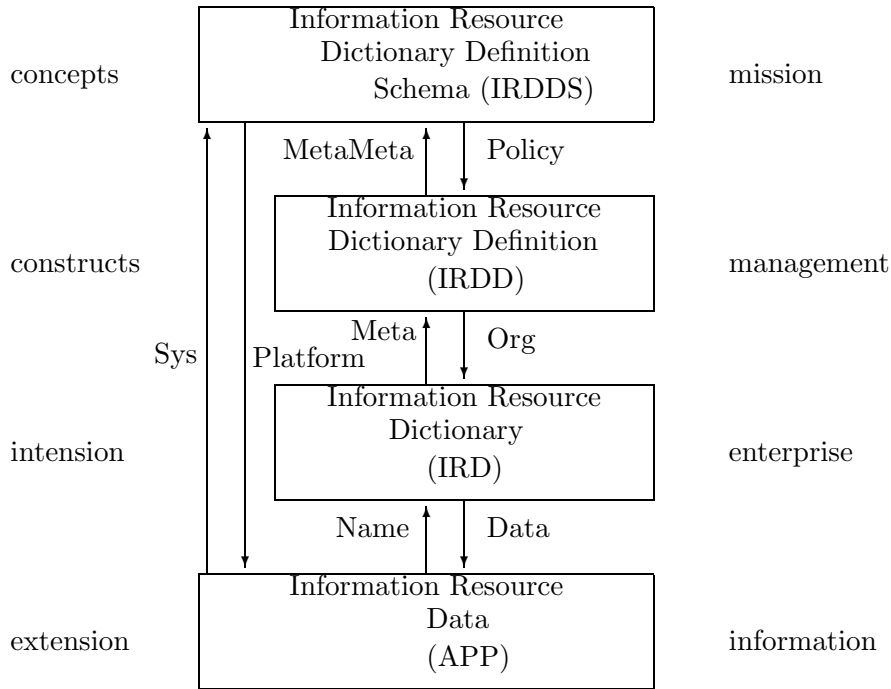 Information Resource
Dictionary Definition
concepts
Schema (IRDDS)
mission
MetaMeta
Policy
Information Resource
Dictionary Definition
constructs
(IRDD)
management
Meta
Org
Sys
Platform
Information Resource
Dictionary
intension
(IRD)
enterprise
Name
Data
Information Resource
Data
extension
(APP)
information